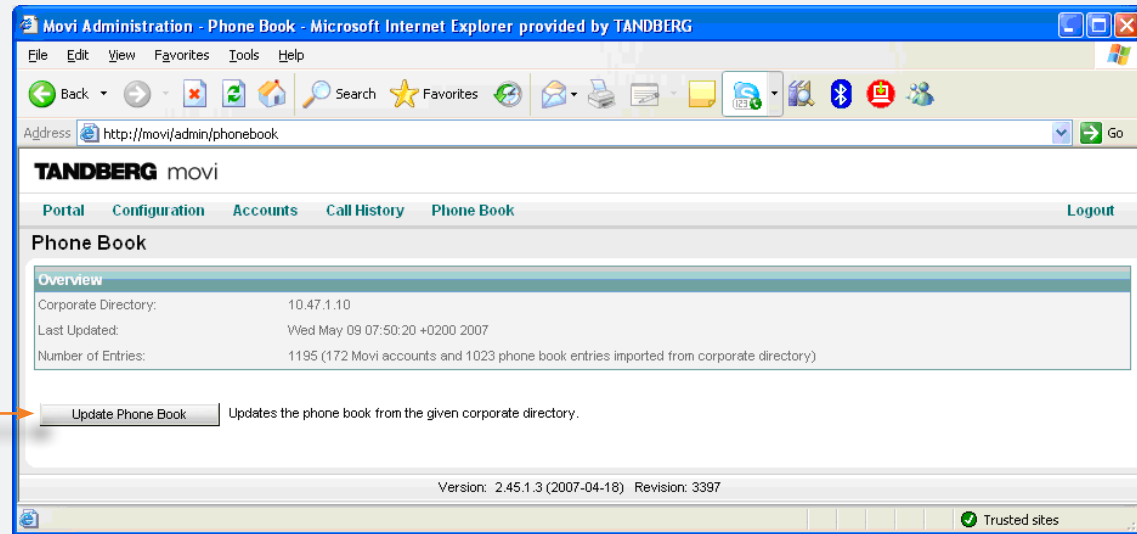 Movi Administration - Phone Book - Microsoft Internet Explorer provided by TANDBERG
File Edit View Favorites Tools Help
Back Search Favorites
Address http://movi/admin/phonebook Go
TANDBERG movi
Portal Configuration Accounts Call History Phone Book Logout
Phone Book
Overview
Corporate Directory: 10.47.1.10
Last Updated: Wed May 09 07:50:20 +0200 2007
Number of Entries: 1195 (172 Movi accounts and 1023 phone book entries imported from corporate directory)
Update Phone Book Updates the phone book from the given corporate directory.
Version: 2.45.1.3 (2007-04-18) Revision: 3397
Trusted sites